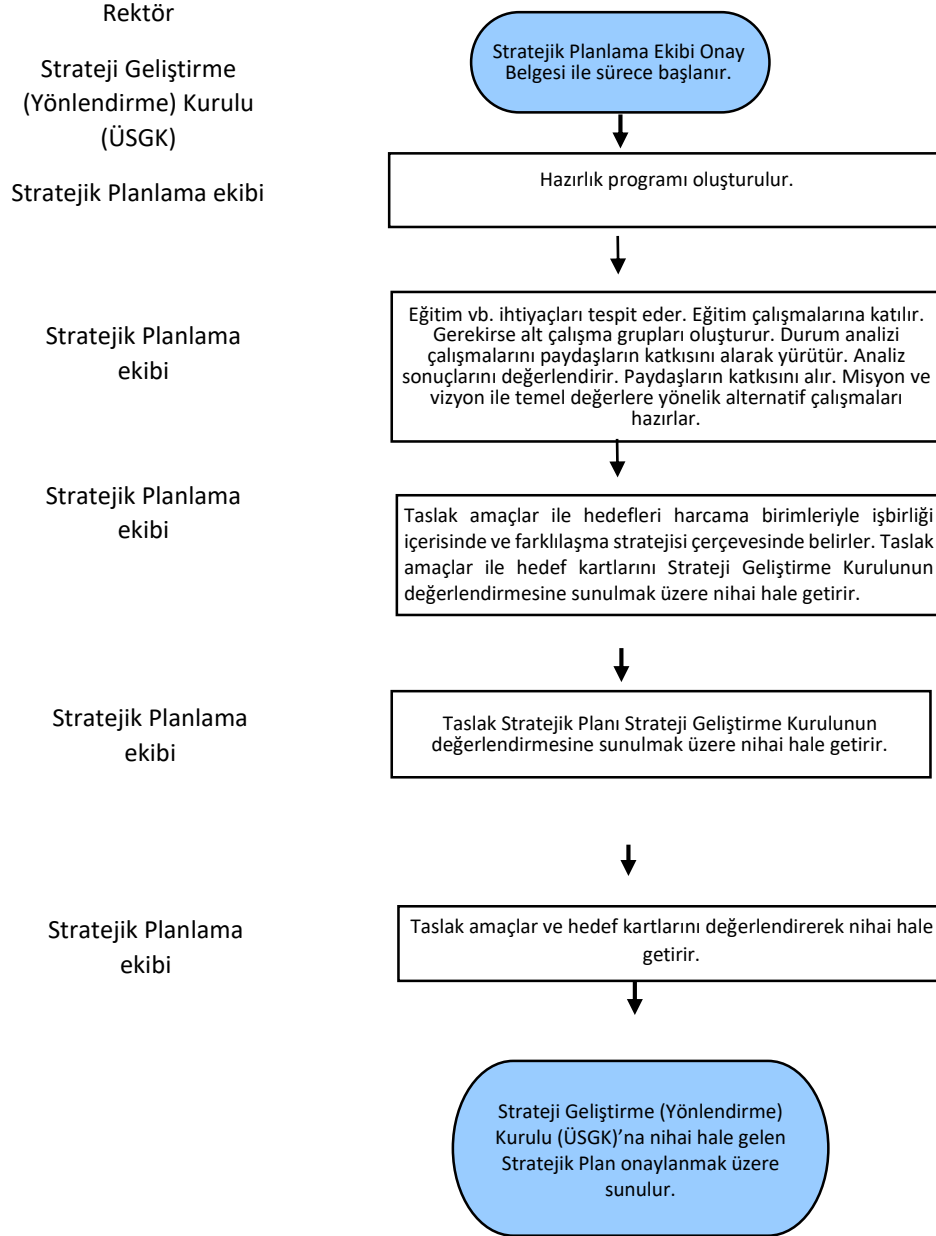 Rektör
Strateji Geliştirme
(Yönlendirme) Kurulu
(ÜSGK)
Stratejik Planlama Ekibi Onay
Belgesi ile sürece başlanır.
Stratejik Planlama ekibi
Hazırlık programı oluşturulur.
Stratejik Planlama
ekibi
Eğitim vb. ihtiyaçları tespit eder. Eğitim çalışmalarına katılır.
Gerekirse alt çalışma grupları oluşturur. Durum analizi
çalışmalarını paydaşların katkısını alarak yürütür. Analiz
sonuçlarını değerlendirir. Paydaşların katkısını alır. Misyon ve
vizyon ile temel değerlere yönelik alternatif çalışmaları
hazırlar.
Stratejik Planlama
ekibi
Taslak amaçlar ile hedefleri harcama birimleriyle işbirliği
içerisinde ve farklılaşma stratejisi çerçevesinde belirler. Taslak
amaçlar ile hedef kartlarını Strateji Geliştirme Kurulunun
değerlendirmesine sunulmak üzere nihai hale getirir.
Stratejik Planlama
ekibi
Taslak Stratejik Planı Strateji Geliştirme Kurulunun
değerlendirmesine sunulmak üzere nihai hale getirir.
Stratejik Planlama
ekibi
Taslak amaçlar ve hedef kartlarını değerlendirerek nihai hale
getirir.
Strateji Geliştirme (Yönlendirme)
Kurulu (ÜSGK)’na nihai hale gelen
Stratejik Plan onaylanmak üzere
sunulur.